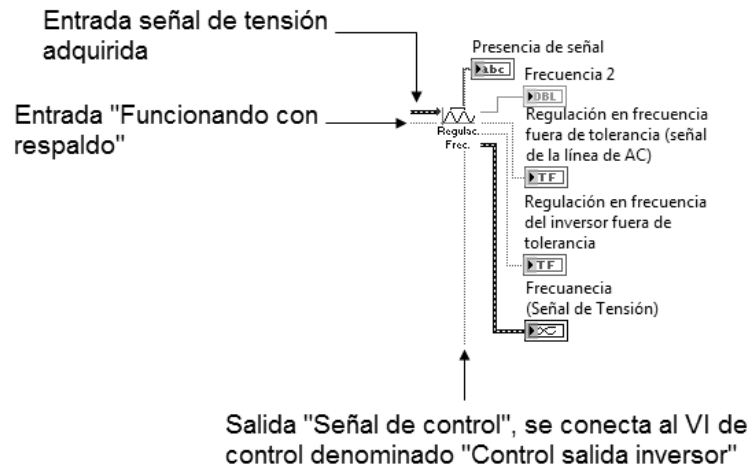 Entrada señal de tensión
adquirida
Presencia de señal
abc
Frecuencia 2
DBL
Entrada "Funcionando con
respaldo"
Regulac.
Frec.
Regulación en frecuencia
fuera de tolerancia (señal
de la línea de AC)
TF
Regulación en frecuencia
del inversor fuera de
tolerancia
TF
Frecuanecia
(Señal de Tensión)
Salida "Señal de control", se conecta al VI de
control denominado "Control salida inversor"